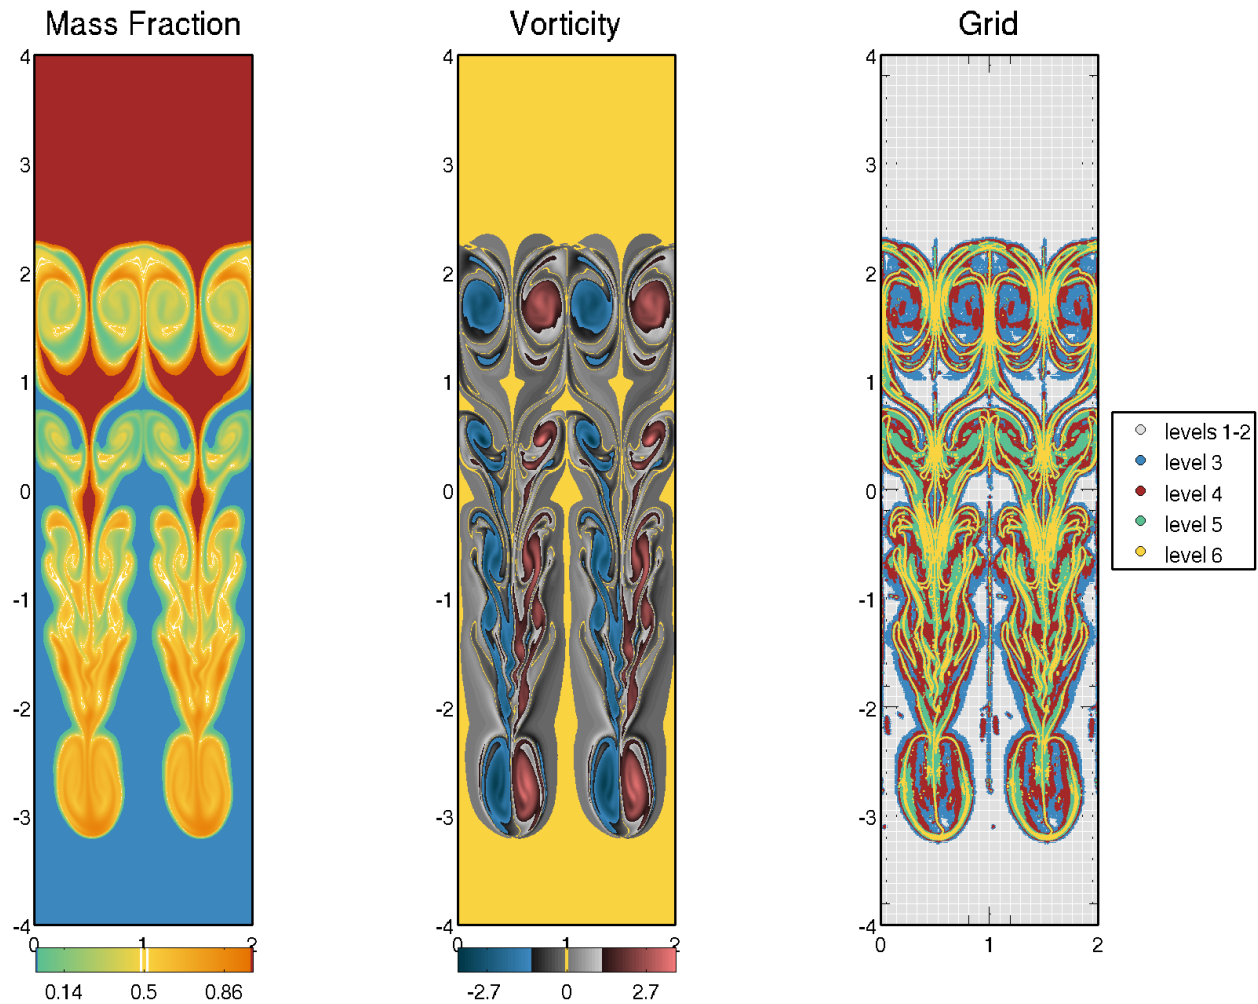 Mass Fraction Vorticity Grid
4 4 4
3 3 3
2 2 2
1 1 1
levels 1-2
level 3
level 4
level 5
level 6
0 0 0
-1 -1 -1
-2 -2 -2
-3 -3 -3
-4 -4 -4
0 1 2 0 1 2 0 1 2
0.14 0.5 0.86 -2.7 0 2.7